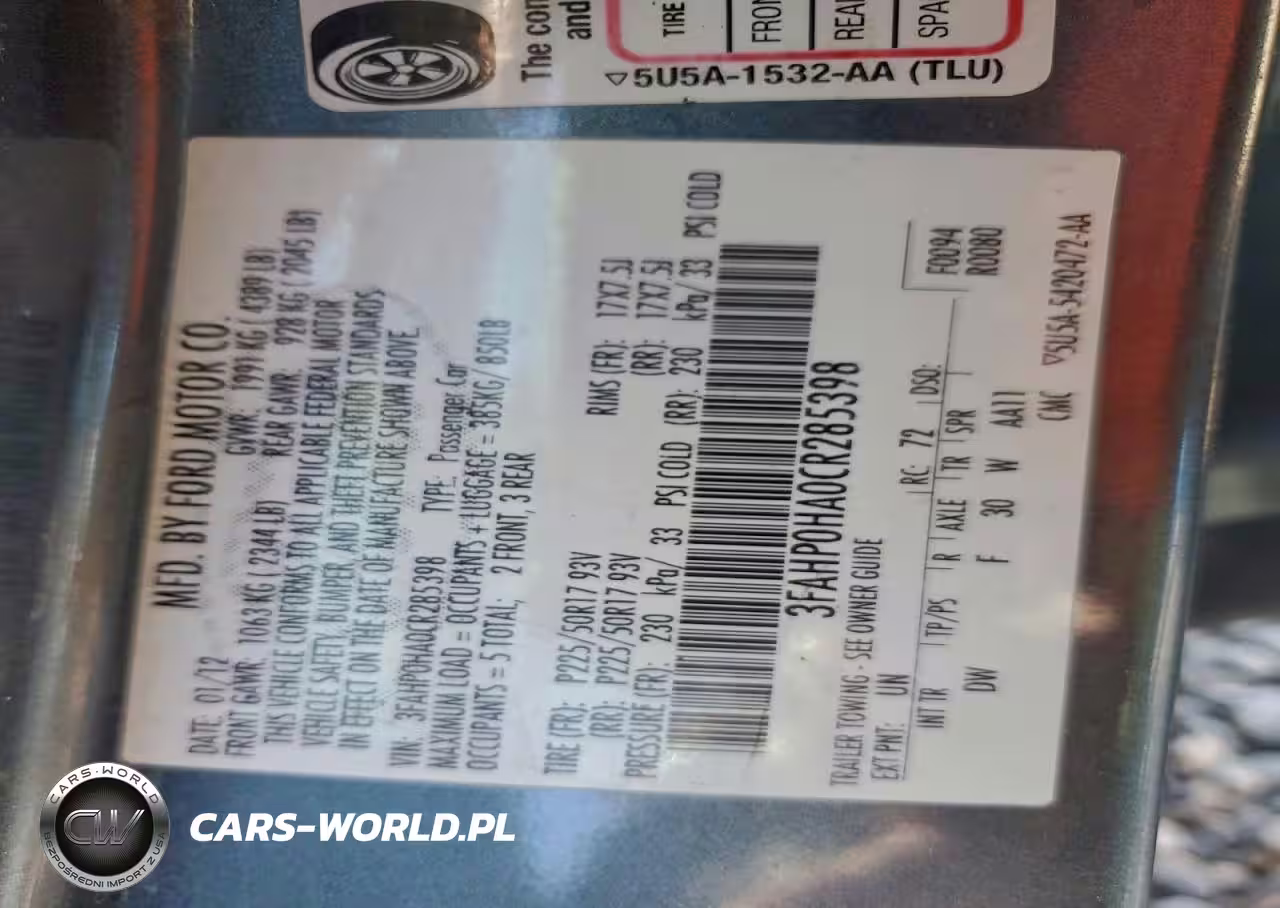 MFD. BY FORD MOTOR CO.
DATE: 01/12 GVWR: 1991 KG ( 4389 LB)
FRONT GAWR: 1063 KG ( 2344 LB) REAR GAWR: 928 KG ( 2045 LB)
THIS VEHICLE CONFORMS TO ALL APPLICABLE FEDERAL MOTOR
VEHICLE SAFETY, BUMPER, AND THEFT PREVENTION STANDARDS
IN EFFECT ON THE DATE OF MANUFACTURE SHOWN ABOVE.
VIN: 3FAHP0HA0CR285398 TYPE: Passenger Car
MAXIMUM LOAD = OCCUPANTS + LUGGAGE = 385KG/ 850LB
OCCUPANTS = 5 TOTAL; 2 FRONT, 3 REAR
TIRE (FR): P225/50R17 93V RIMS (FR): 17X7.5J
(RR): P225/50R17 93V (RR): 17X7.5J
PRESSURE (FR): 230 kPa/ 33 PSI COLD (RR): 230 kPa/ 33 PSI COLD
3FAHP0HA0CR285398
TRAILER TOWING - SEE OWNER GUIDE
EXT PNT: UN RC: 72 DSO: F0094
INT TR TP/PS R AXLE TR SPR R0080
DW F 30 W AA11
CMC ▽5U5A-5420472-AA
The con
and
TIRE
FRON
REAR
SPA
▽5U5A-1532-AA (TLU)
CARS-WORLD
CW
BEZPOŚREDNI IMPORT Z USA
CARS-WORLD.PL